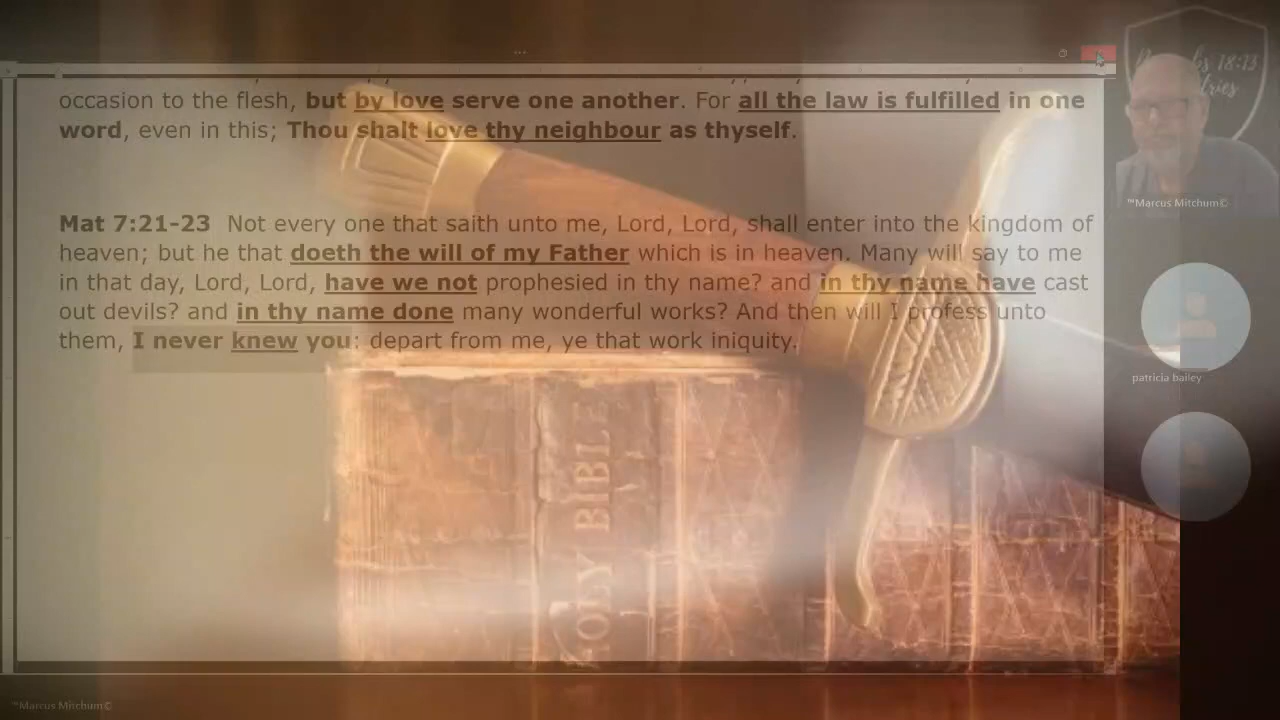 occasion to the flesh, but by love serve one another. For all the law is fulfilled in one
word, even in this; Thou shalt love thy neighbour as thyself.
Mat 7:21-23 Not every one that saith unto me, Lord, Lord, shall enter into the kingdom of
heaven; but he that doeth the will of my Father which is in heaven. Many will say to me
in that day, Lord, Lord, have we not prophesied in thy name? and in thy name have cast
out devils? and in thy name done many wonderful works? And then will I profess unto
them, I never knew you: depart from me, ye that work iniquity.
HOLY BIBLE
18:13
™Marcus Mitchum©
patricia bailey
™Marcus Mitchum©